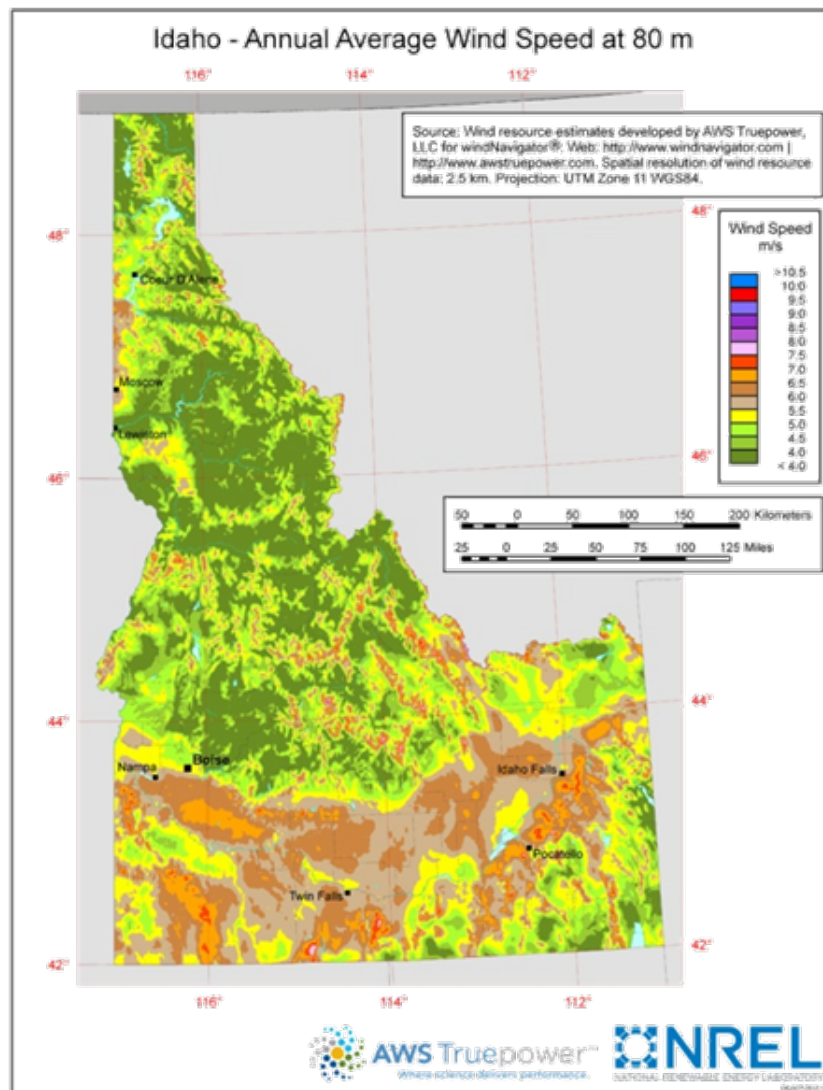 Idaho - Annual Average Wind Speed at 80 m
116°
114°
112°
Source: Wind resource estimates developed by AWS Truepower,
LLC for windNavigator®. Web: http://www.windnavigator.com |
http://www.awstruepower.com. Spatial resolution of wind resource
data: 2.5 km. Projection: UTM Zone 11 WGS84.
48°
48°
Wind Speed
m/s
>10.5
10.0
9.5
9.0
8.5
8.0
7.5
7.0
6.5
6.0
5.5
5.0
4.5
4.0
< 4.0
Coeur D'Alene
Moscow
Lewiston
46°
46°
50 0 50 100 150 200 Kilometers
25 0 25 50 75 100 125 Miles
44°
44°
Boise
Nampa
Idaho Falls
Pocatello
Twin Falls
42°
42°
116°
114°
112°
AWS Truepower
Where science delivers performance.
NREL
NATIONAL RENEWABLE ENERGY LABORATORY